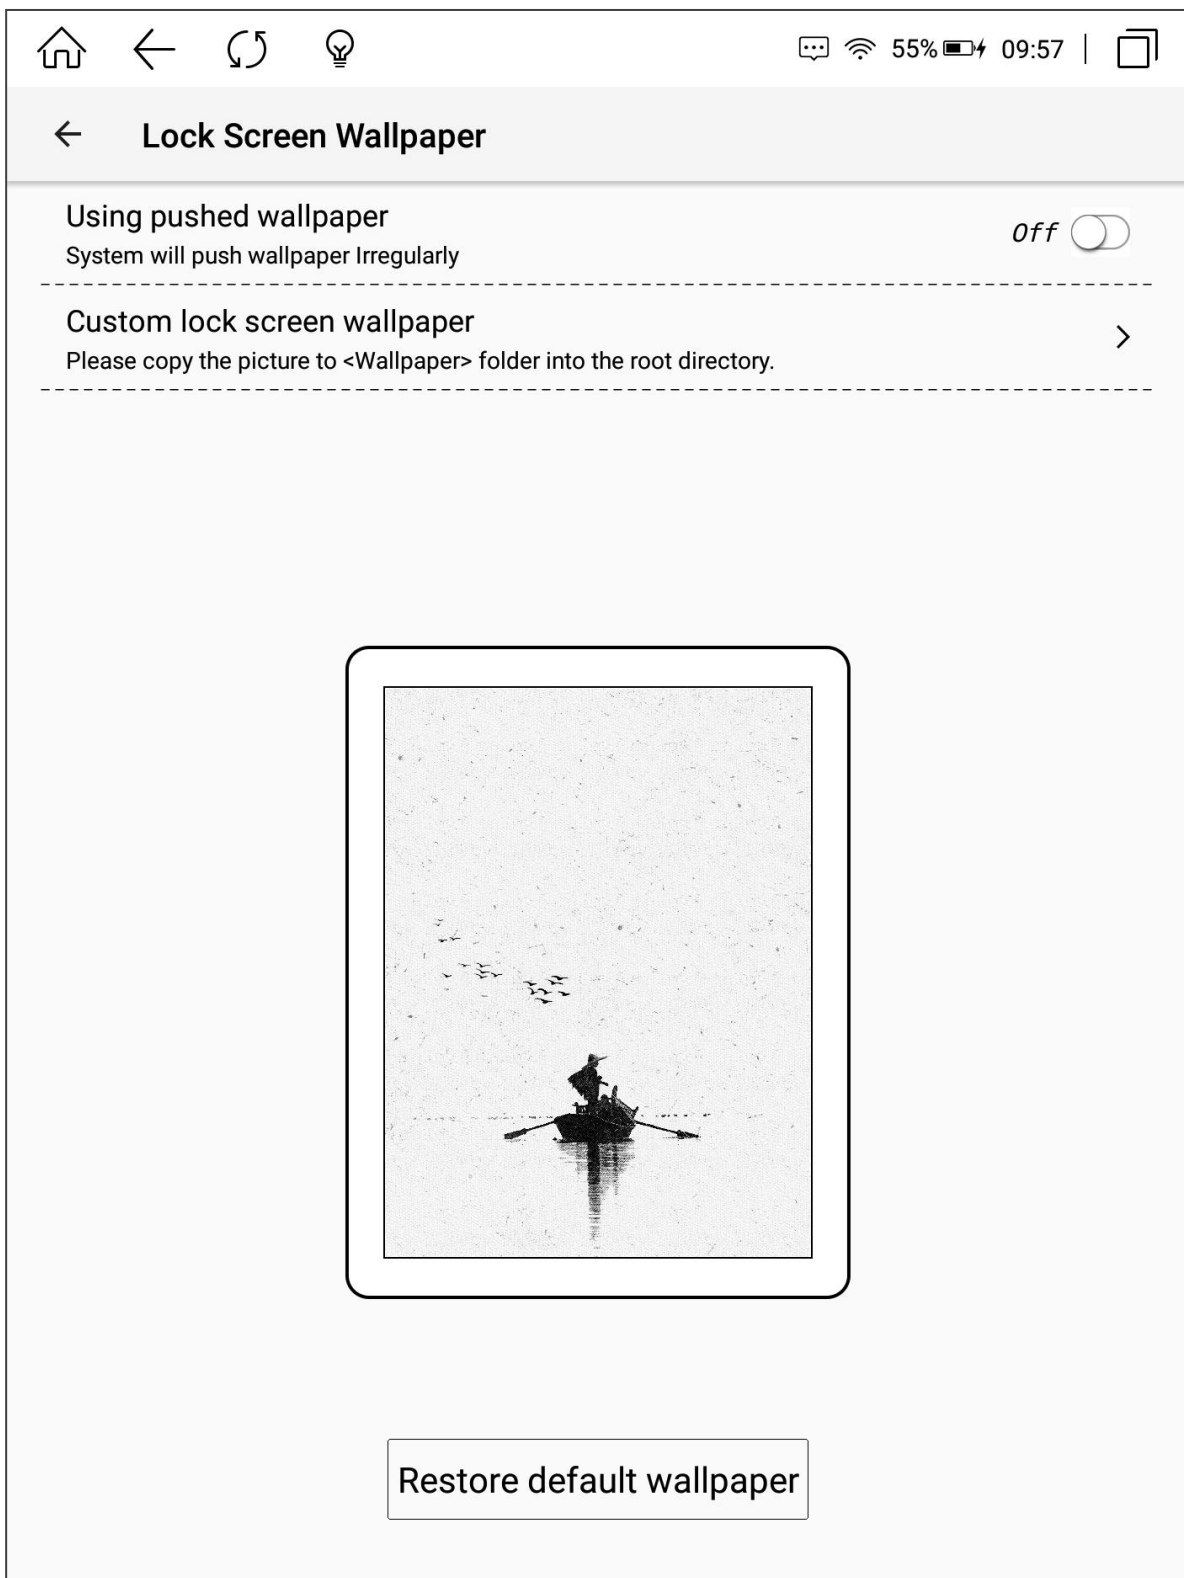 55% 09:57
Lock Screen Wallpaper
Using pushed wallpaper
Off
System will push wallpaper Irregularly
Custom lock screen wallpaper
Please copy the picture to <Wallpaper> folder into the root directory.
Restore default wallpaper